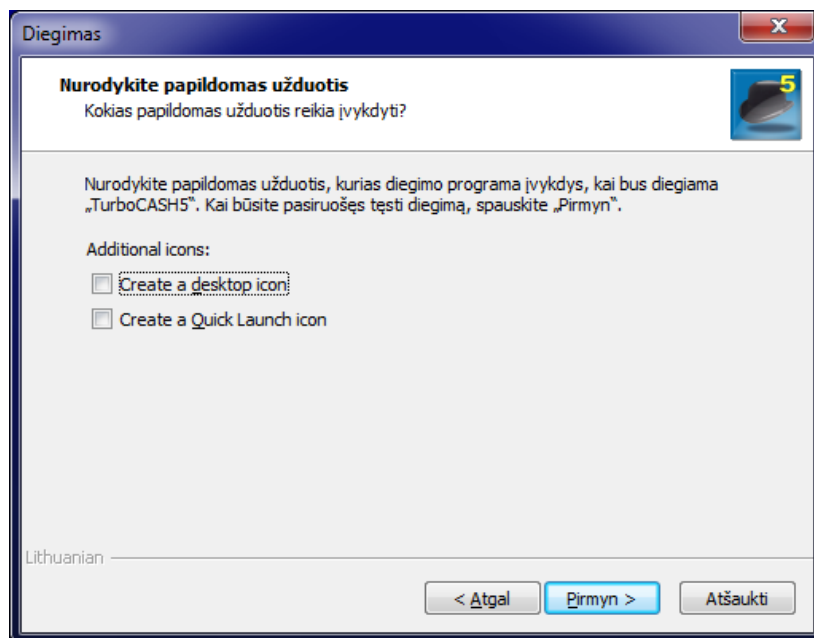 Diegimas
Nurodykite papildomas užduotis
Kokias papildomas užduotis reikia įvykdyti?
5
Nurodykite papildomas užduotis, kurias diegimo programa įvykdys, kai bus diegiama
„TurboCASH5“. Kai būsite pasiruošęs tęsti diegimą, spauskite „Pirmyn“.
Additional icons:
Create a desktop icon
Create a Quick Launch icon
Lithuanian
< Atgal Pirmyn > Atšaukti